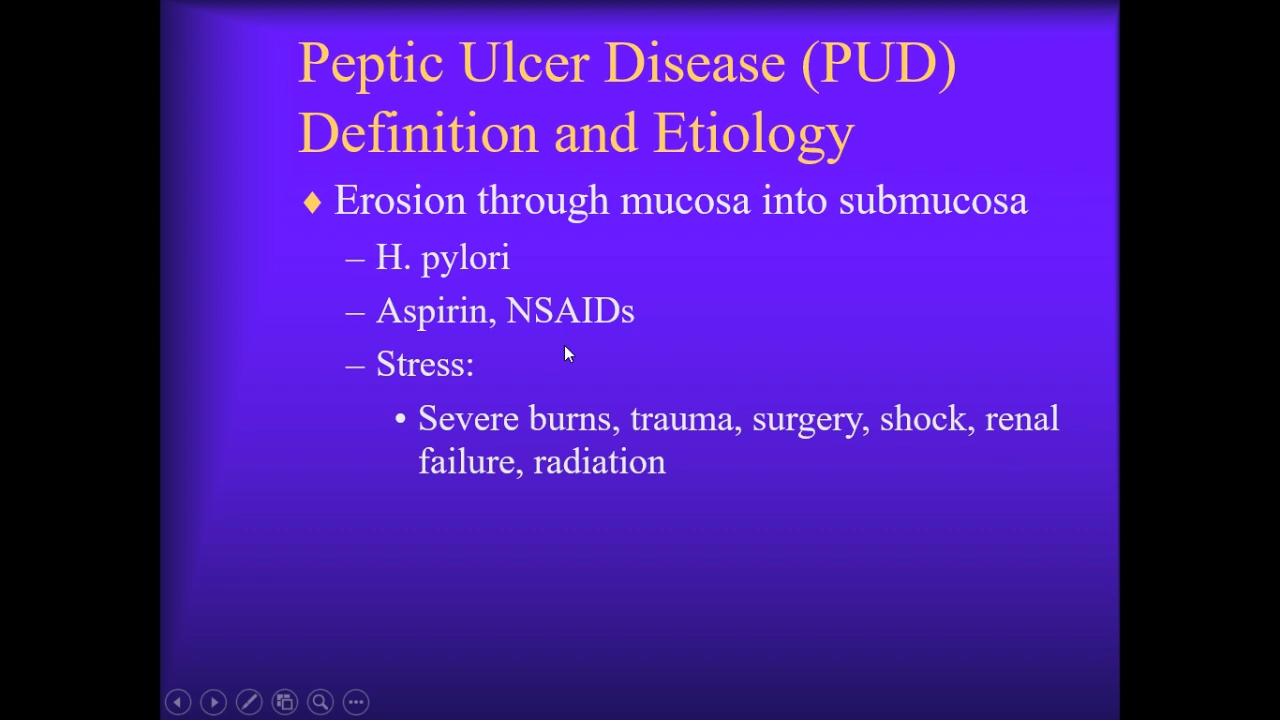 Peptic Ulcer Disease (PUD)
Definition and Etiology
♦ Erosion through mucosa into submucosa
– H. pylori
– Aspirin, NSAIDs
– Stress:
• Severe burns, trauma, surgery, shock, renal
failure, radiation